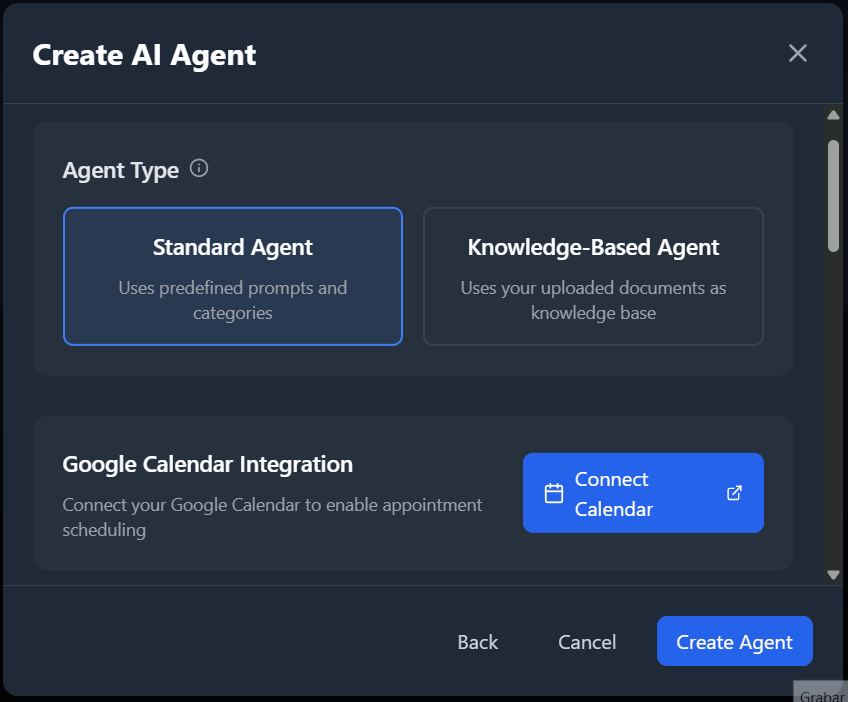 Create AI Agent
Agent Type
Standard Agent
Uses predefined prompts and
categories
Knowledge-Based Agent
Uses your uploaded documents as
knowledge base
Google Calendar Integration
Connect your Google Calendar to enable appointment
scheduling
Connect
Calendar
Back
Cancel
Create Agent
Grabar